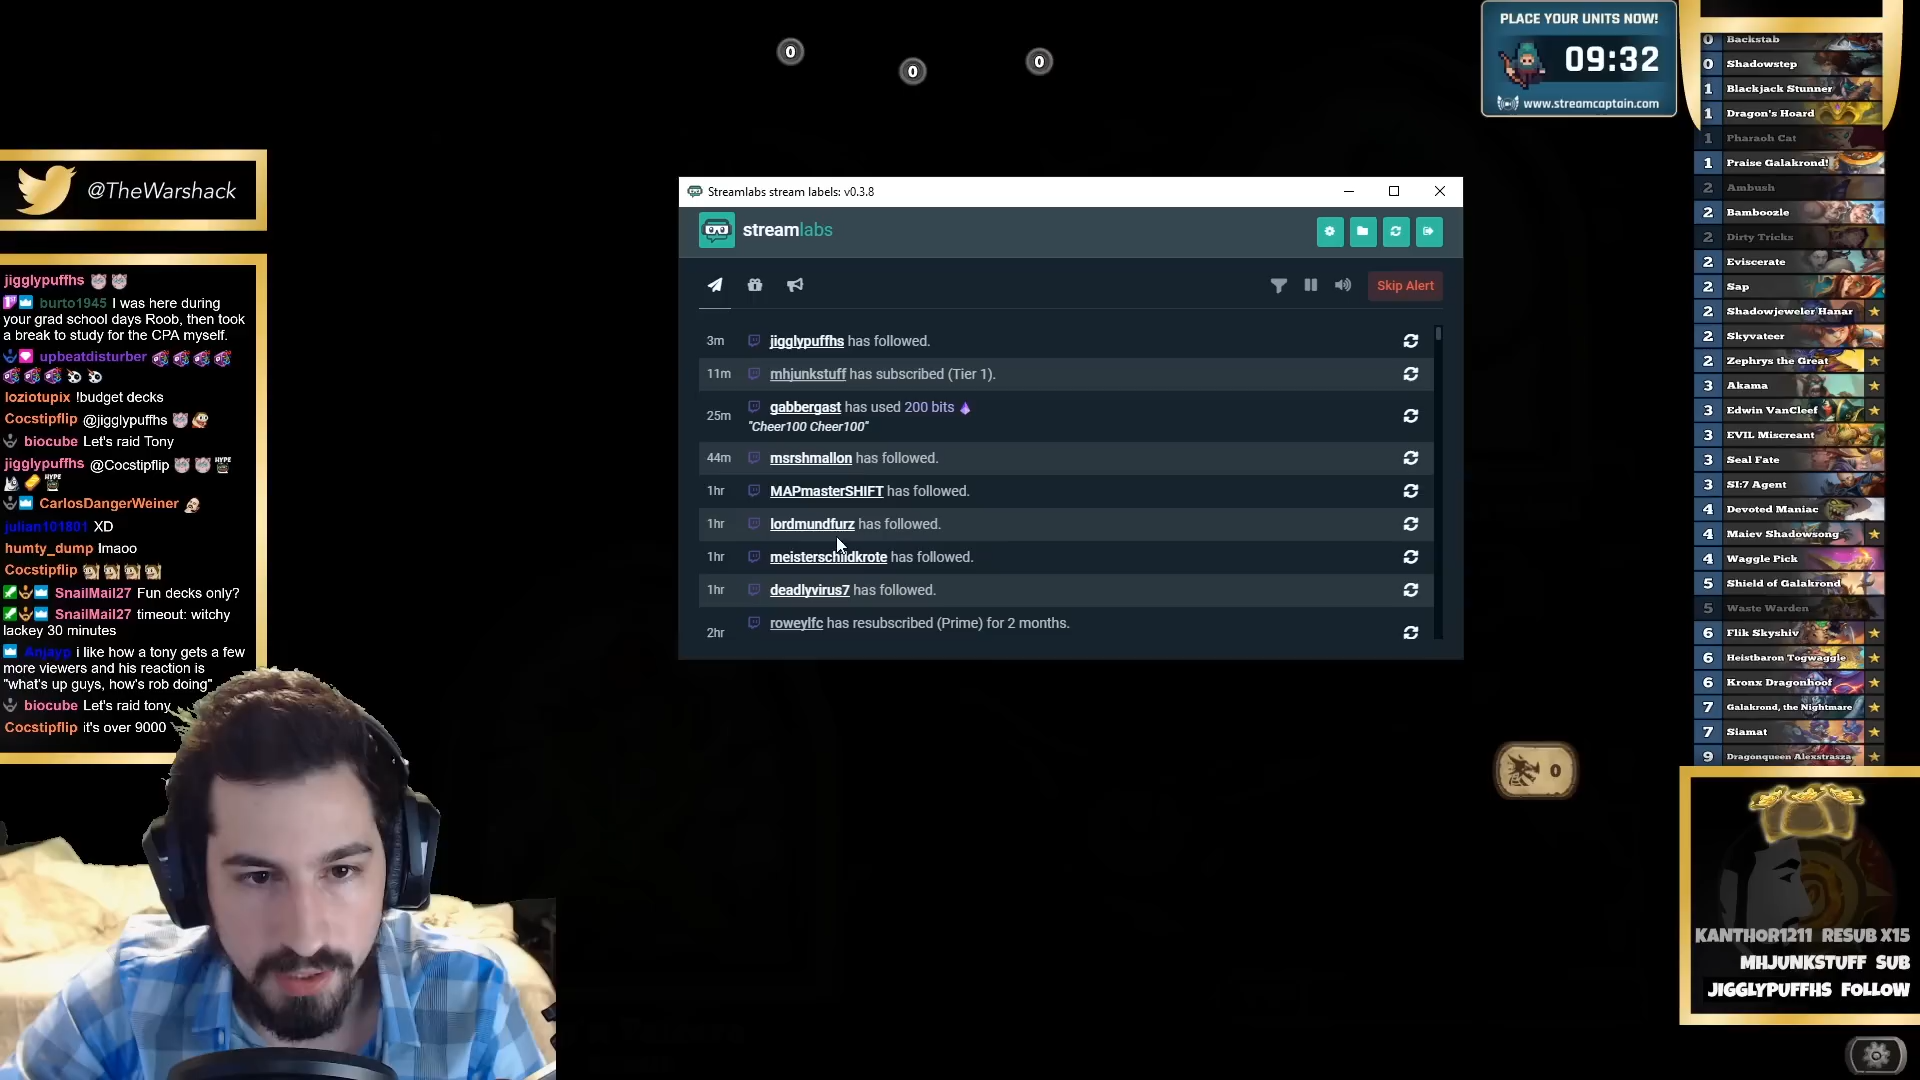 @TheWarshack
jigglypuffhs
burto1945 I was here during
your grad school days Roob, then took
a break to study for the CPA myself.
upbeatdisturber
loziotupix !budget decks
Cocstipflip @jigglypuffhs
biocube Let's raid Tony
jigglypuffhs @Cocstipflip HYPE
HYPE
CarlosDangerWeiner
julian101801 XD
humty_dump lmaoo
Cocstipflip
SnailMail27 Fun decks only?
SnailMail27 timeout: witchy
lackey 30 minutes
Anjayp i like how a tony gets a few
more viewers and his reaction is
"what's up guys, how's rob doing"
biocube Let's raid tony
Cocstipflip it's over 9000
0
0
0
Streamlabs stream labels: v0.3.8
streamlabs
Skip Alert
3m jigglypuffhs has followed.
11m mhjunkstuff has subscribed (Tier 1).
25m gabbergast has used 200 bits
"Cheer100 Cheer100"
44m msrshmallon has followed.
1hr MAPmasterSHIFT has followed.
1hr lordmundfurz has followed.
1hr meisterschildkrote has followed.
1hr deadlyvirus7 has followed.
2hr roweylfc has resubscribed (Prime) for 2 months.
PLACE YOUR UNITS NOW!
09:32
www.streamcaptain.com
0 Backstab
0 Shadowstep
1 Blackjack Stunner
1 Dragon's Hoard
1 Pharaoh Cat
1 Praise Galakrond!
2 Ambush
2 Bamboozle
2 Dirty Tricks
2 Eviscerate
2 Sap
2 Shadowjeweler Hanar
2 Skyvateer
2 Zephrys the Great
3 Akama
3 Edwin VanCleef
3 EVIL Miscreant
3 Seal Fate
3 SI:7 Agent
4 Devoted Maniac
4 Maiev Shadowsong
4 Waggle Pick
5 Shield of Galakrond
5 Waste Warden
6 Flik Skyshiv
6 Heistbaron Togwaggle
6 Kronx Dragonhoof
7 Galakrond, the Nightmare
7 Siamat
9 Dragonqueen Alexstrasza
0
KANTHOR1211 RESUB X15
MHJUNKSTUFF SUB
JIGGLYPUFFHS FOLLOW